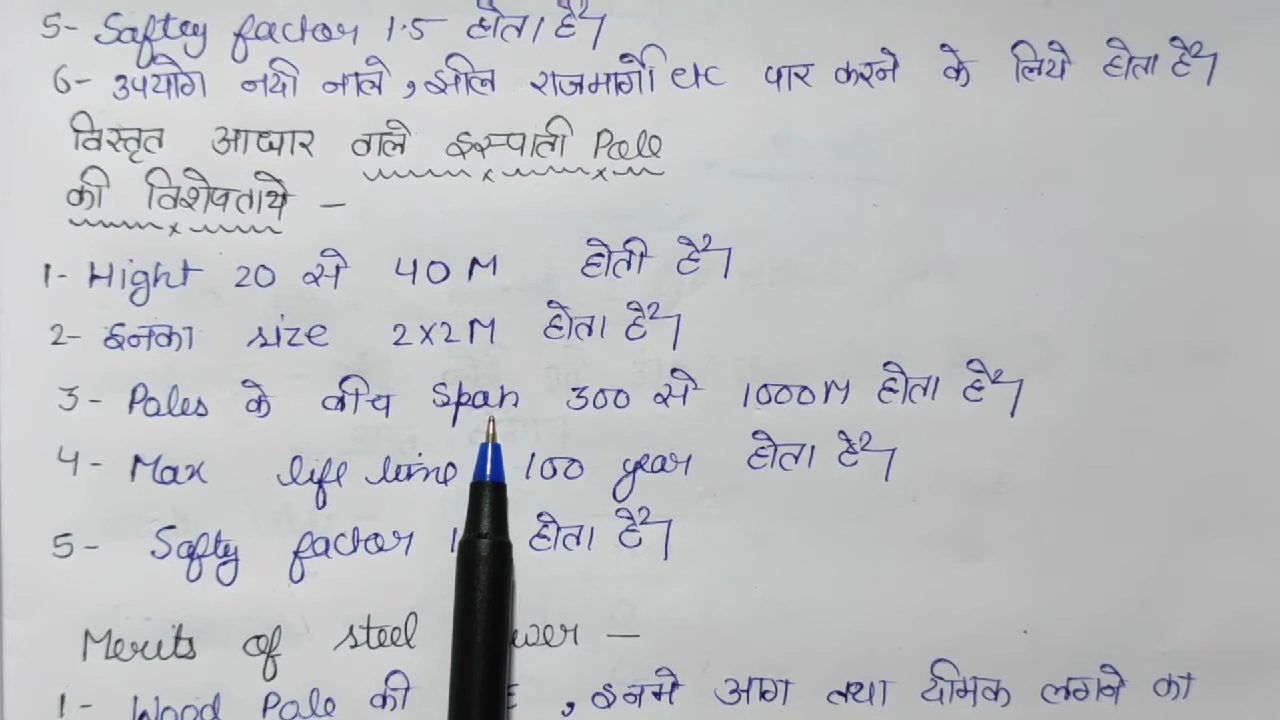 5- Saftey factor 1.5 होता है
6- उपयोग नदी नाले, झील राजमार्गो etc पार करने के लिये होता है
विस्तृत आधार वाले इस्पाती Pole
की विशेषताये -
1- Hight 20 से 40 M होती है
2- इनका size 2x2M होता है
3- Poles के बीच span 300 से 1000M होता है
4- Max life time 100 year होता है
5- Safty factor होता है
Merits of steel
1- Wood Pole की , इनमे आग तथा दीमक लगने का